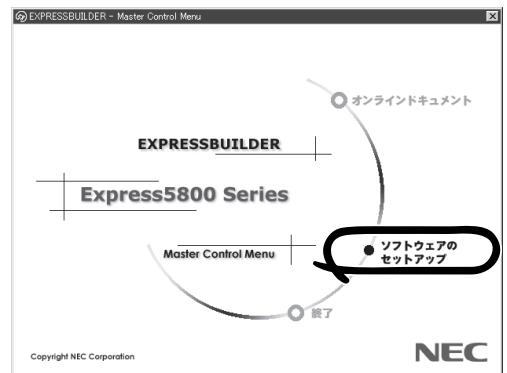 EXPRESSBUILDER - Master Control Menu
オンラインドキュメント
EXPRESSBUILDER
Express5800 Series
Master Control Menu
ソフトウェアの
セットアップ
終了
Copyright NEC Corporation
NEC